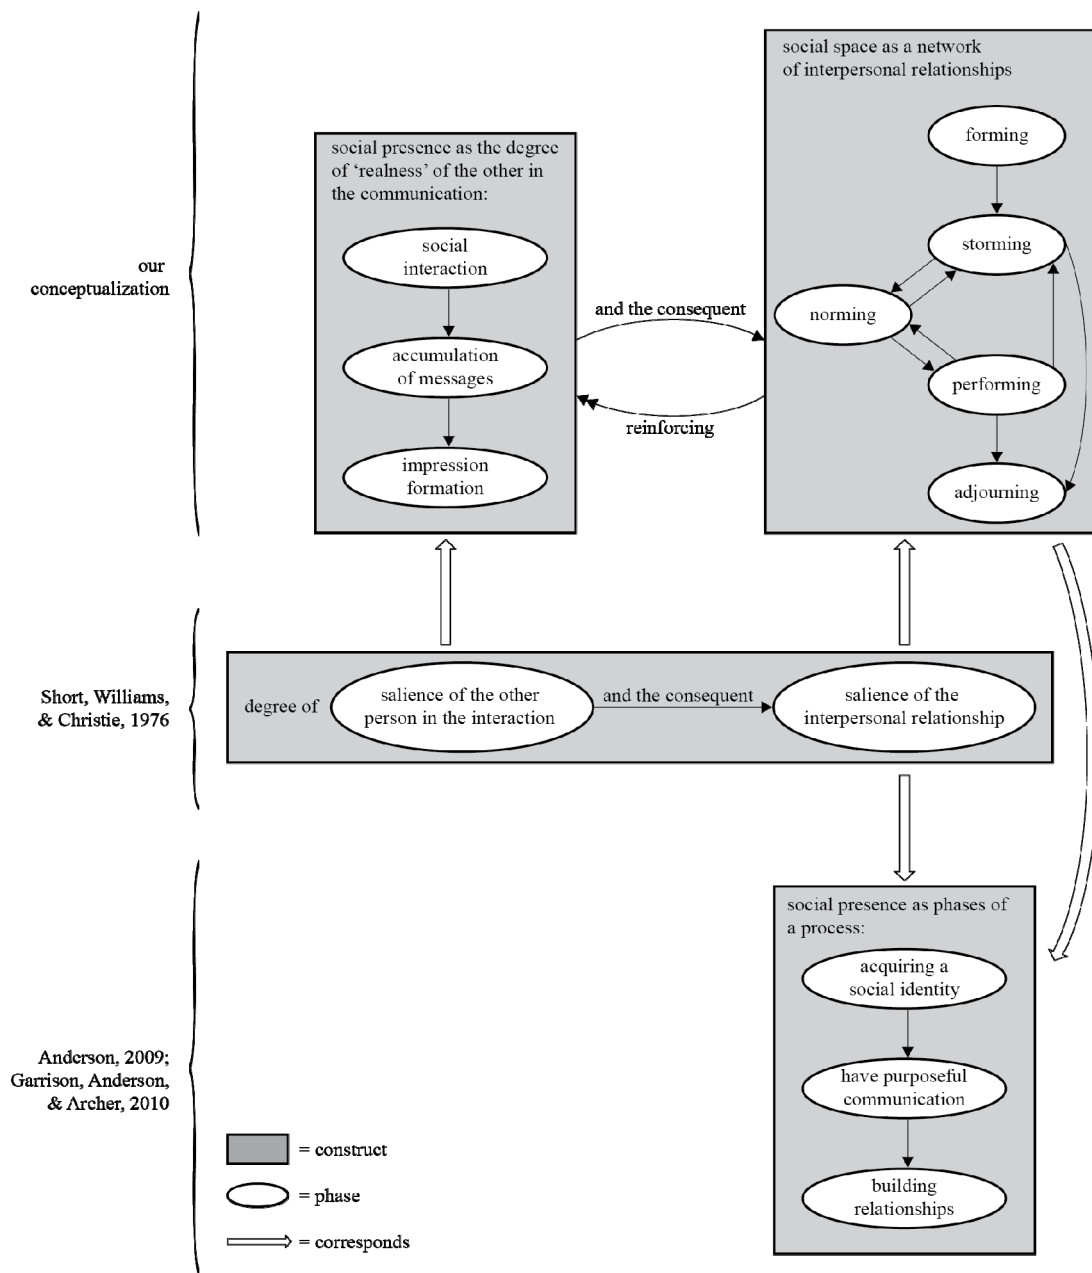 social space as a network
of interpersonal relationships
forming
storming
norming
performing
adjourning
social presence as the degree
of ‘realness’ of the other in
the communication:
social
interaction
accumulation
of messages
impression
formation
and the consequent
reinforcing
our
conceptualization
Short, Williams,
& Christie, 1976
degree of
salience of the other
person in the interaction
and the consequent
salience of the
interpersonal relationship
Anderson, 2009;
Garrison, Anderson,
& Archer, 2010
social presence as phases of
a process:
acquiring a
social identity
have purposeful
communication
building
relationships
= construct
= phase
= corresponds